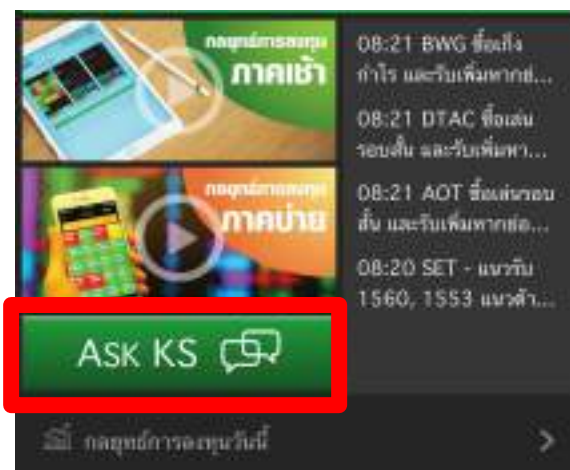 กลยุทธ์การลงทุน
ภาคเช้า
กลยุทธ์การลงทุน
ภาคบ่าย
ASK KS
08:21 BWG ซื้อเก็ง
กำไร และรับเพิ่มหากย่...
08:21 DTAC ซื้อเล่น
รอบสั้น และรับเพิ่มหา...
08:21 AOT ซื้อเล่นรอบ
สั้น และรับเพิ่มหากย่อ...
08:20 SET - แนวรับ
1560, 1553 แนวต้า...
กลยุทธ์การลงทุนวันนี้